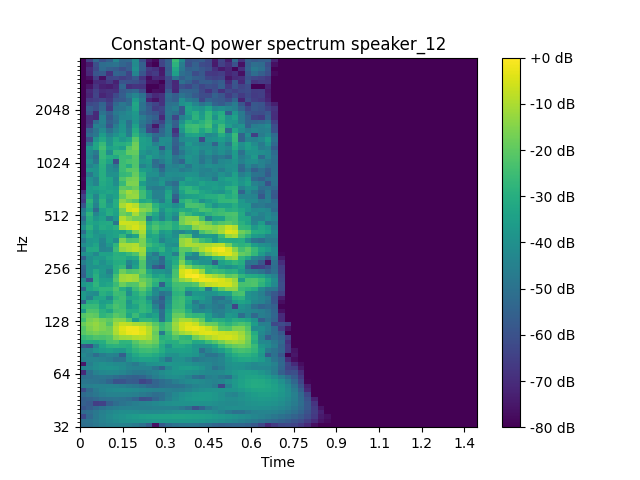 Constant-Q power spectrum speaker_12
Hz
2048
1024
512
256
128
64
32
0 0.15 0.3 0.45 0.6 0.75 0.9 1.1 1.2 1.4
Time
+0 dB
-10 dB
-20 dB
-30 dB
-40 dB
-50 dB
-60 dB
-70 dB
-80 dB